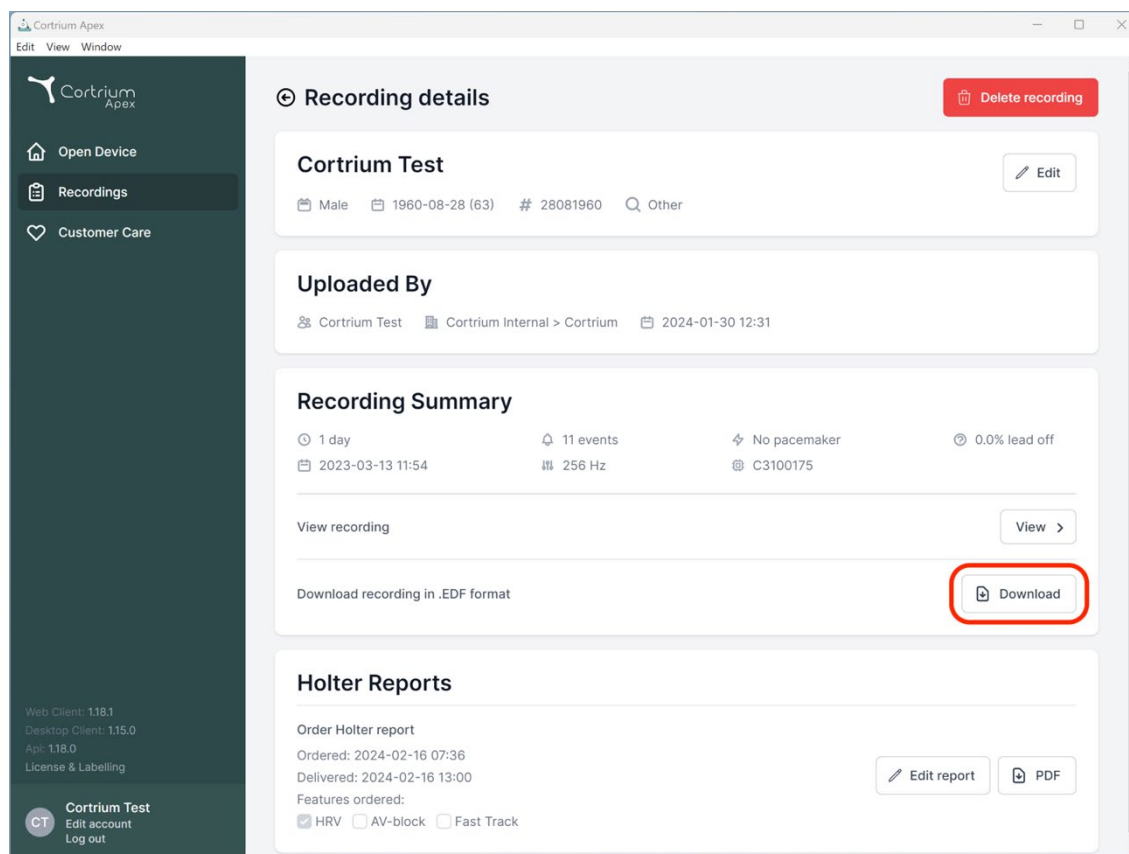 Cortrium Apex
Edit View Window
Cortrium
Apex
Open Device
Recordings
Customer Care
Web Client: 1.18.1
Desktop Client: 1.15.0
Api: 1.18.0
License & Labelling
CT
Cortrium Test
Edit account
Log out
Recording details
Delete recording
Cortrium Test
Edit
Male 1960-08-28 (63) # 28081960 Other
Uploaded By
Cortrium Test Cortrium Internal > Cortrium 2024-01-30 12:31
Recording Summary
1 day 11 events No pacemaker 0.0% lead off
2023-03-13 11:54 256 Hz C3100175
View recording View >
Download recording in .EDF format Download
Holter Reports
Order Holter report
Ordered: 2024-02-16 07:36
Delivered: 2024-02-16 13:00
Features ordered:
HRV AV-block Fast Track
Edit report PDF